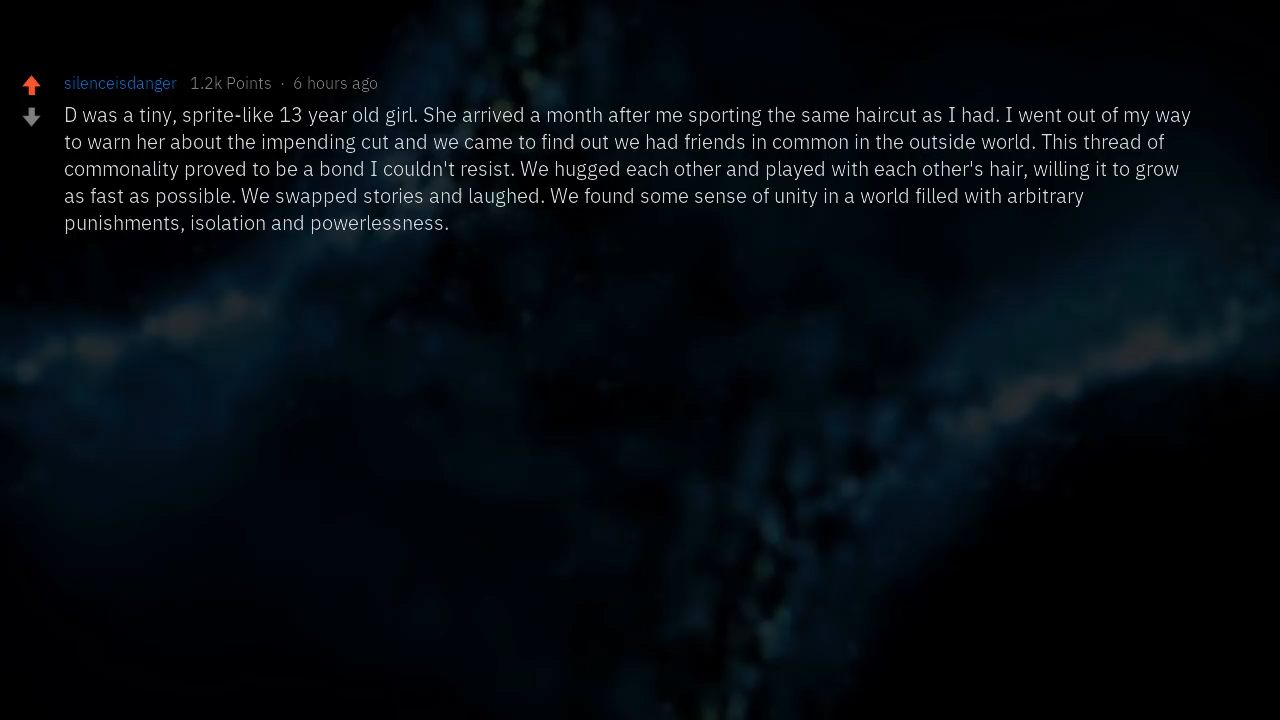 silenceisdanger 1.2k Points · 6 hours ago
D was a tiny, sprite-like 13 year old girl. She arrived a month after me sporting the same haircut as I had. I went out of my way
to warn her about the impending cut and we came to find out we had friends in common in the outside world. This thread of
commonality proved to be a bond I couldn't resist. We hugged each other and played with each other's hair, willing it to grow
as fast as possible. We swapped stories and laughed. We found some sense of unity in a world filled with arbitrary
punishments, isolation and powerlessness.